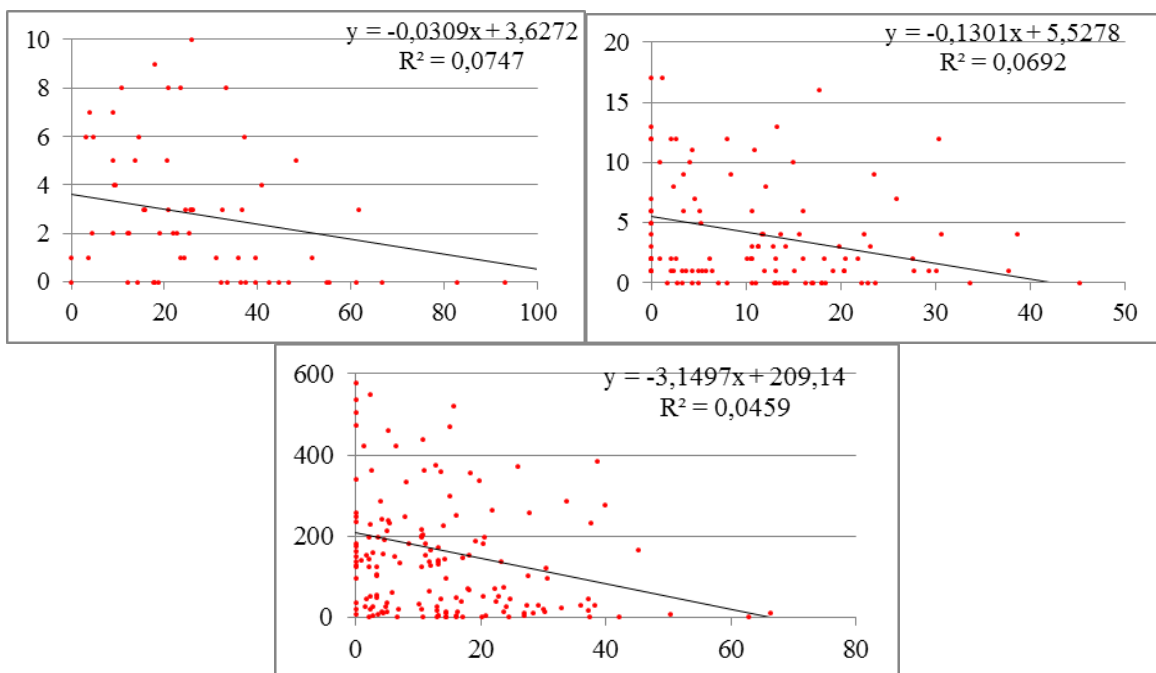 y = -0,0309x + 3,6272
R² = 0,0747
10
8
6
4
2
0
0 20 40 60 80 100
y = -0,1301x + 5,5278
R² = 0,0692
20
15
10
5
0
0 10 20 30 40 50
y = -3,1497x + 209,14
R² = 0,0459
600
400
200
0
0 20 40 60 80